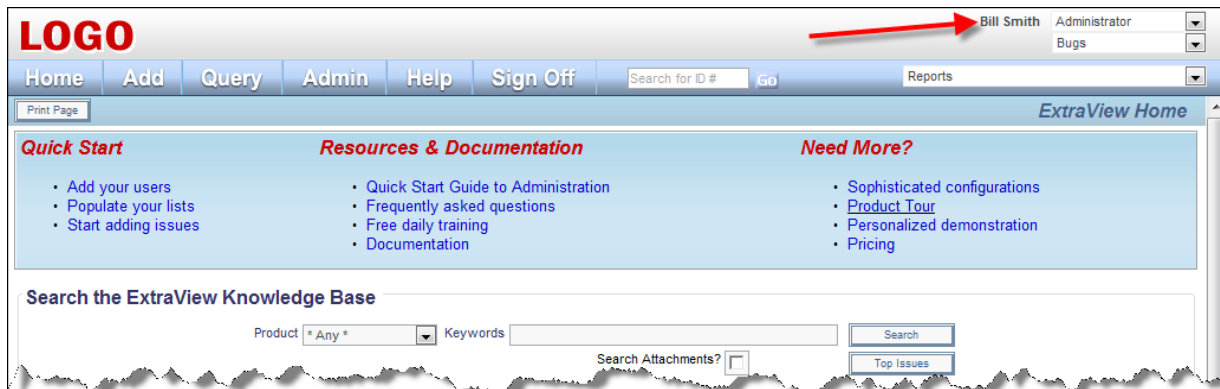 LOGO
Bill Smith Administrator
Bugs
Home Add Query Admin Help Sign Off Search for ID # Go Reports
Print Page ExtraView Home
Quick Start Resources & Documentation Need More?
• Add your users • Quick Start Guide to Administration • Sophisticated configurations
• Populate your lists • Frequently asked questions • Product Tour
• Start adding issues • Free daily training • Personalized demonstration
• Documentation • Pricing
Search the ExtraView Knowledge Base
Product * Any * Keywords Search
Search Attachments? Top Issues